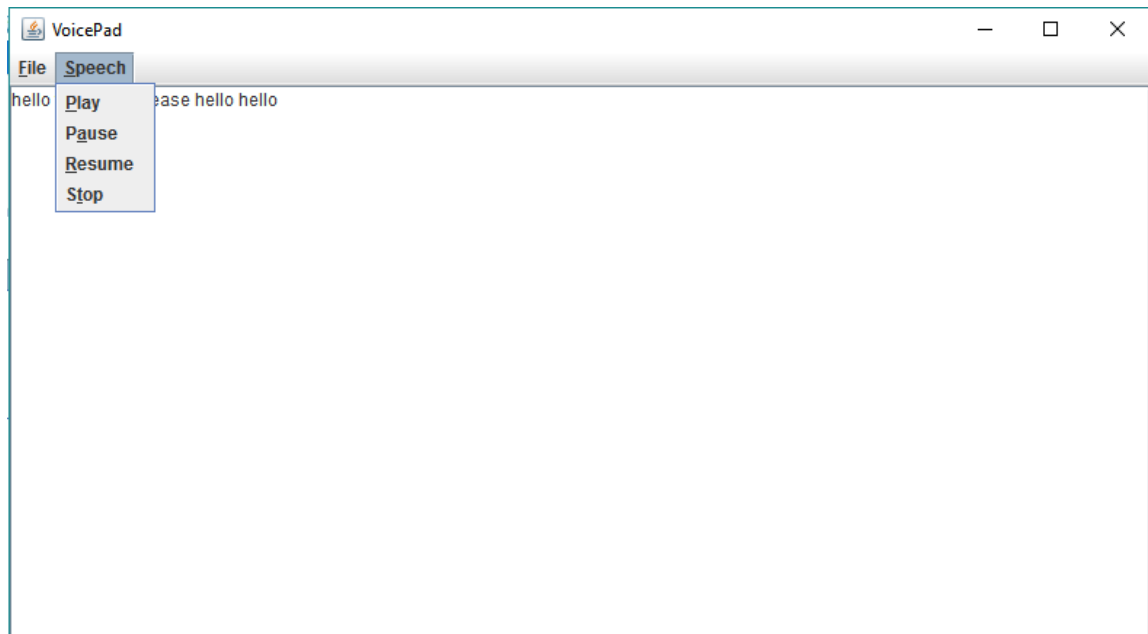 VoicePad
File Speech
hello ease hello hello
Play
Pause
Resume
Stop